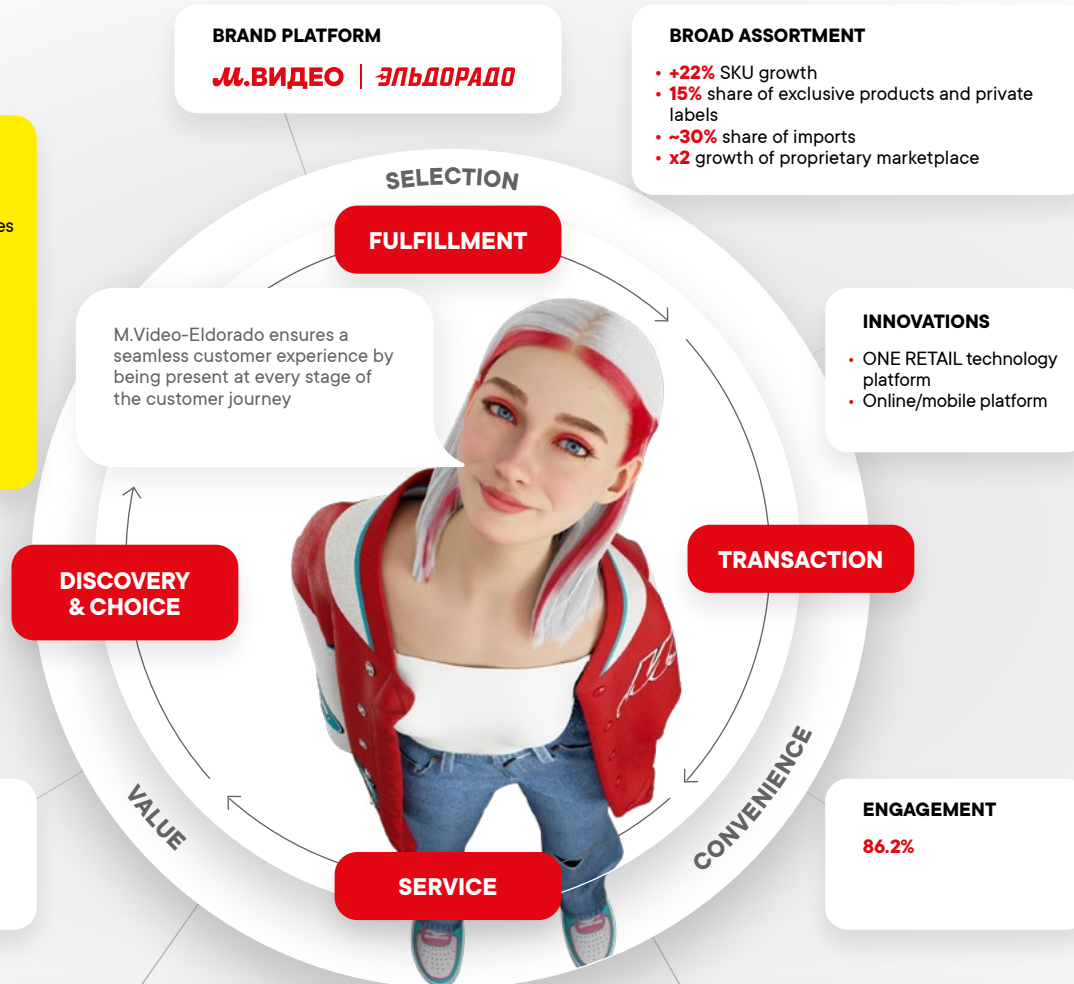 BRAND PLATFORM
М.ВИДЕО | ЭЛЬДОРАДО
BROAD ASSORTMENT
• +22% SKU growth
• 15% share of exclusive products and private
labels
• ~30% share of imports
• x2 growth of proprietary marketplace
SELECTION
FULFILLMENT
M.Video-Eldorado ensures a
seamless customer experience by
being present at every stage of
the customer journey
INNOVATIONS
• ONE RETAIL technology
platform
• Online/mobile platform
DISCOVERY
& CHOICE
TRANSACTION
VALUE
CONVENIENCE
SERVICE
ENGAGEMENT
86.2%